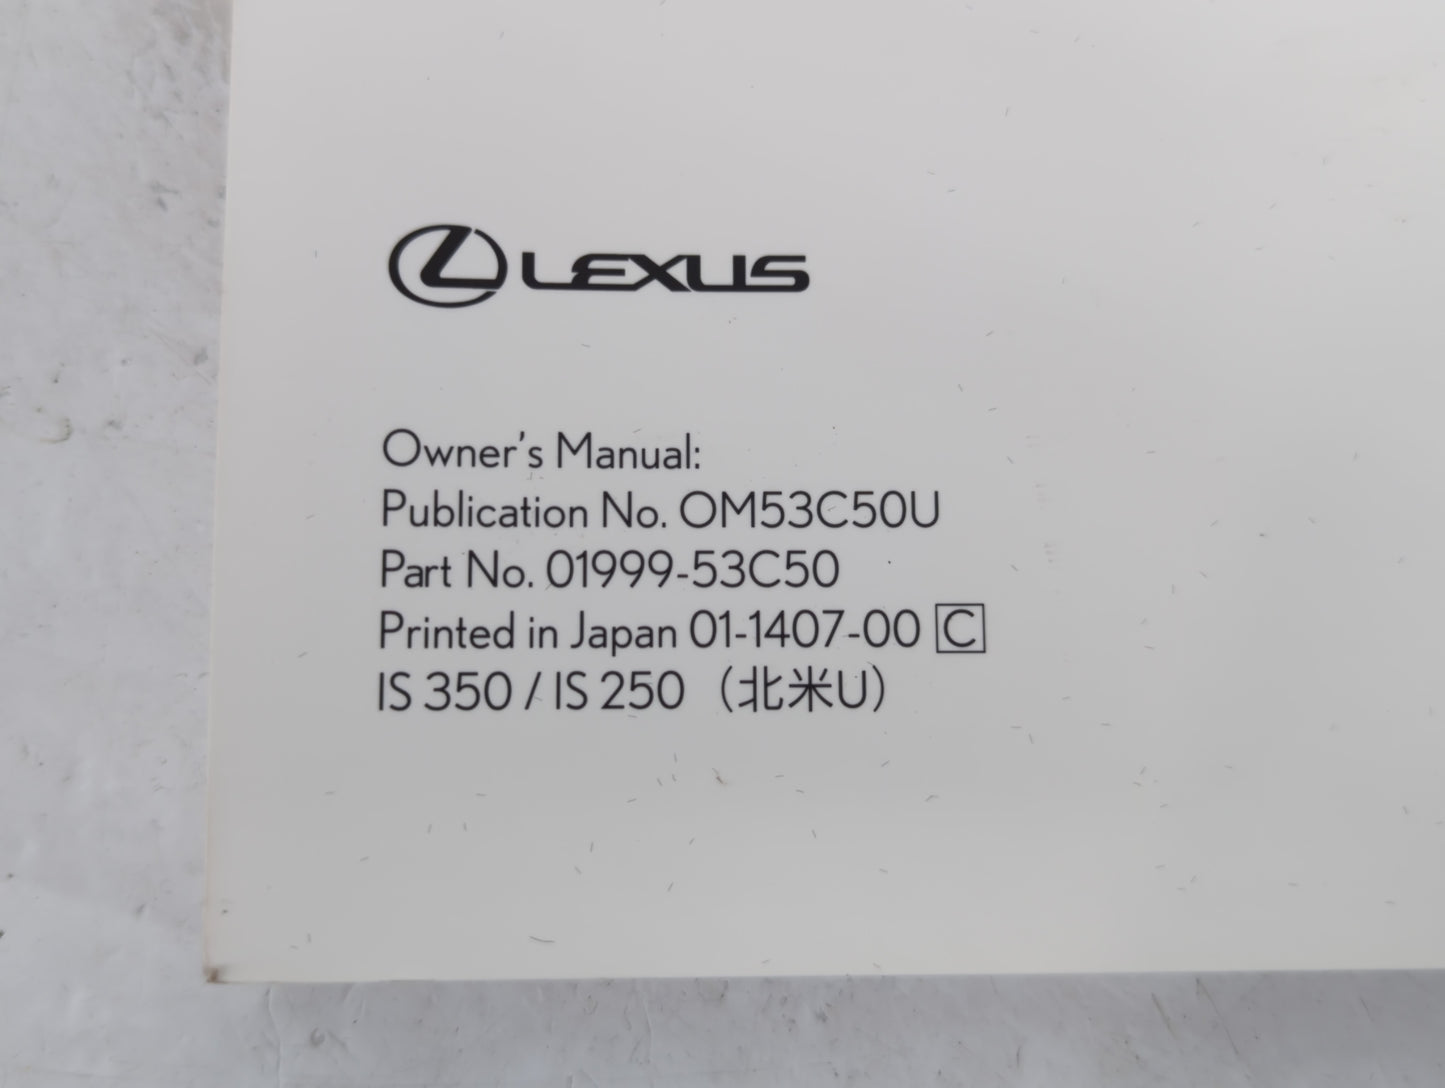 LEXUS
Owner's Manual:
Publication No. OM53C50U
Part No. 01999-53C50
Printed in Japan 01-1407-00 C
IS 350 / IS 250（北米U）